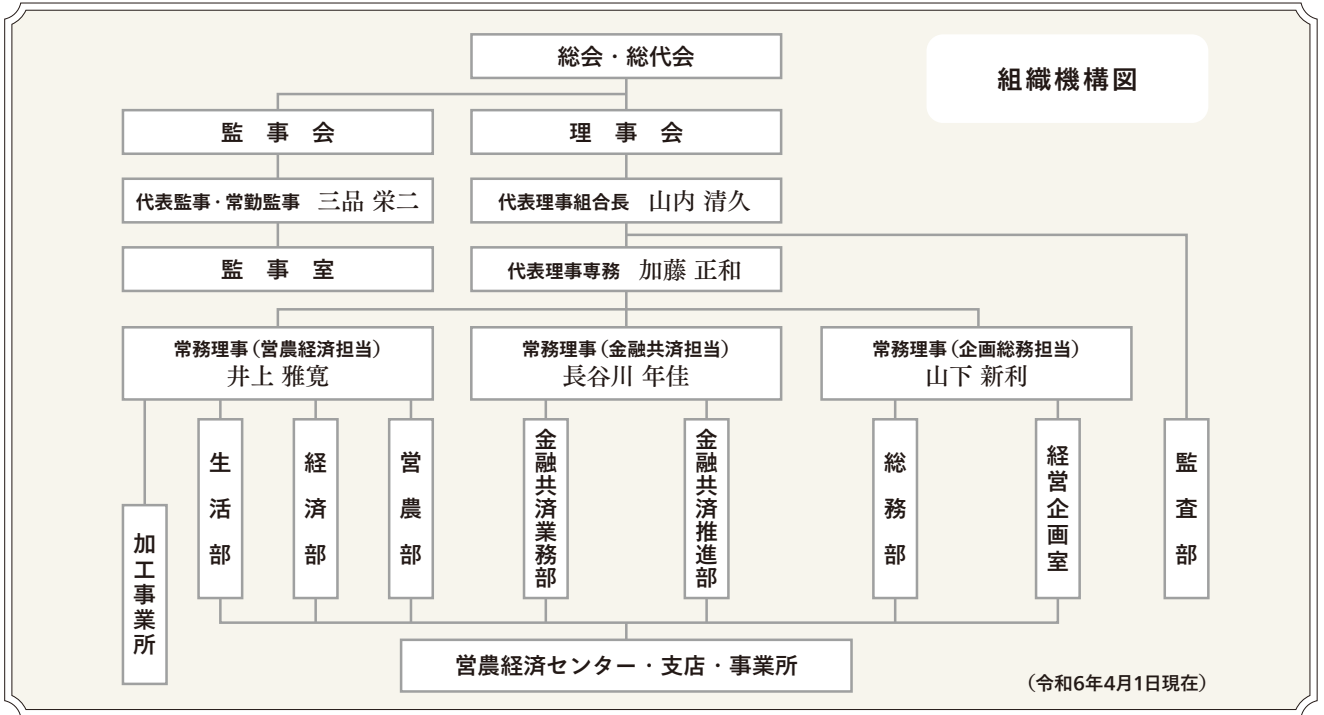 組織機構図
総会・総代会
監事会
理事会
代表監事・常勤監事 三品 栄二
代表理事組合長 山内 清久
監事室
代表理事専務 加藤 正和
常務理事（営農経済担当）
井上 雅寛
常務理事（金融共済担当）
長谷川 年佳
常務理事（企画総務担当）
山下 新利
加工事業所
生活部
経済部
営農部
金融共済業務部
金融共済推進部
総務部
経営企画室
監査部
営農経済センター・支店・事業所
（令和6年4月1日現在）